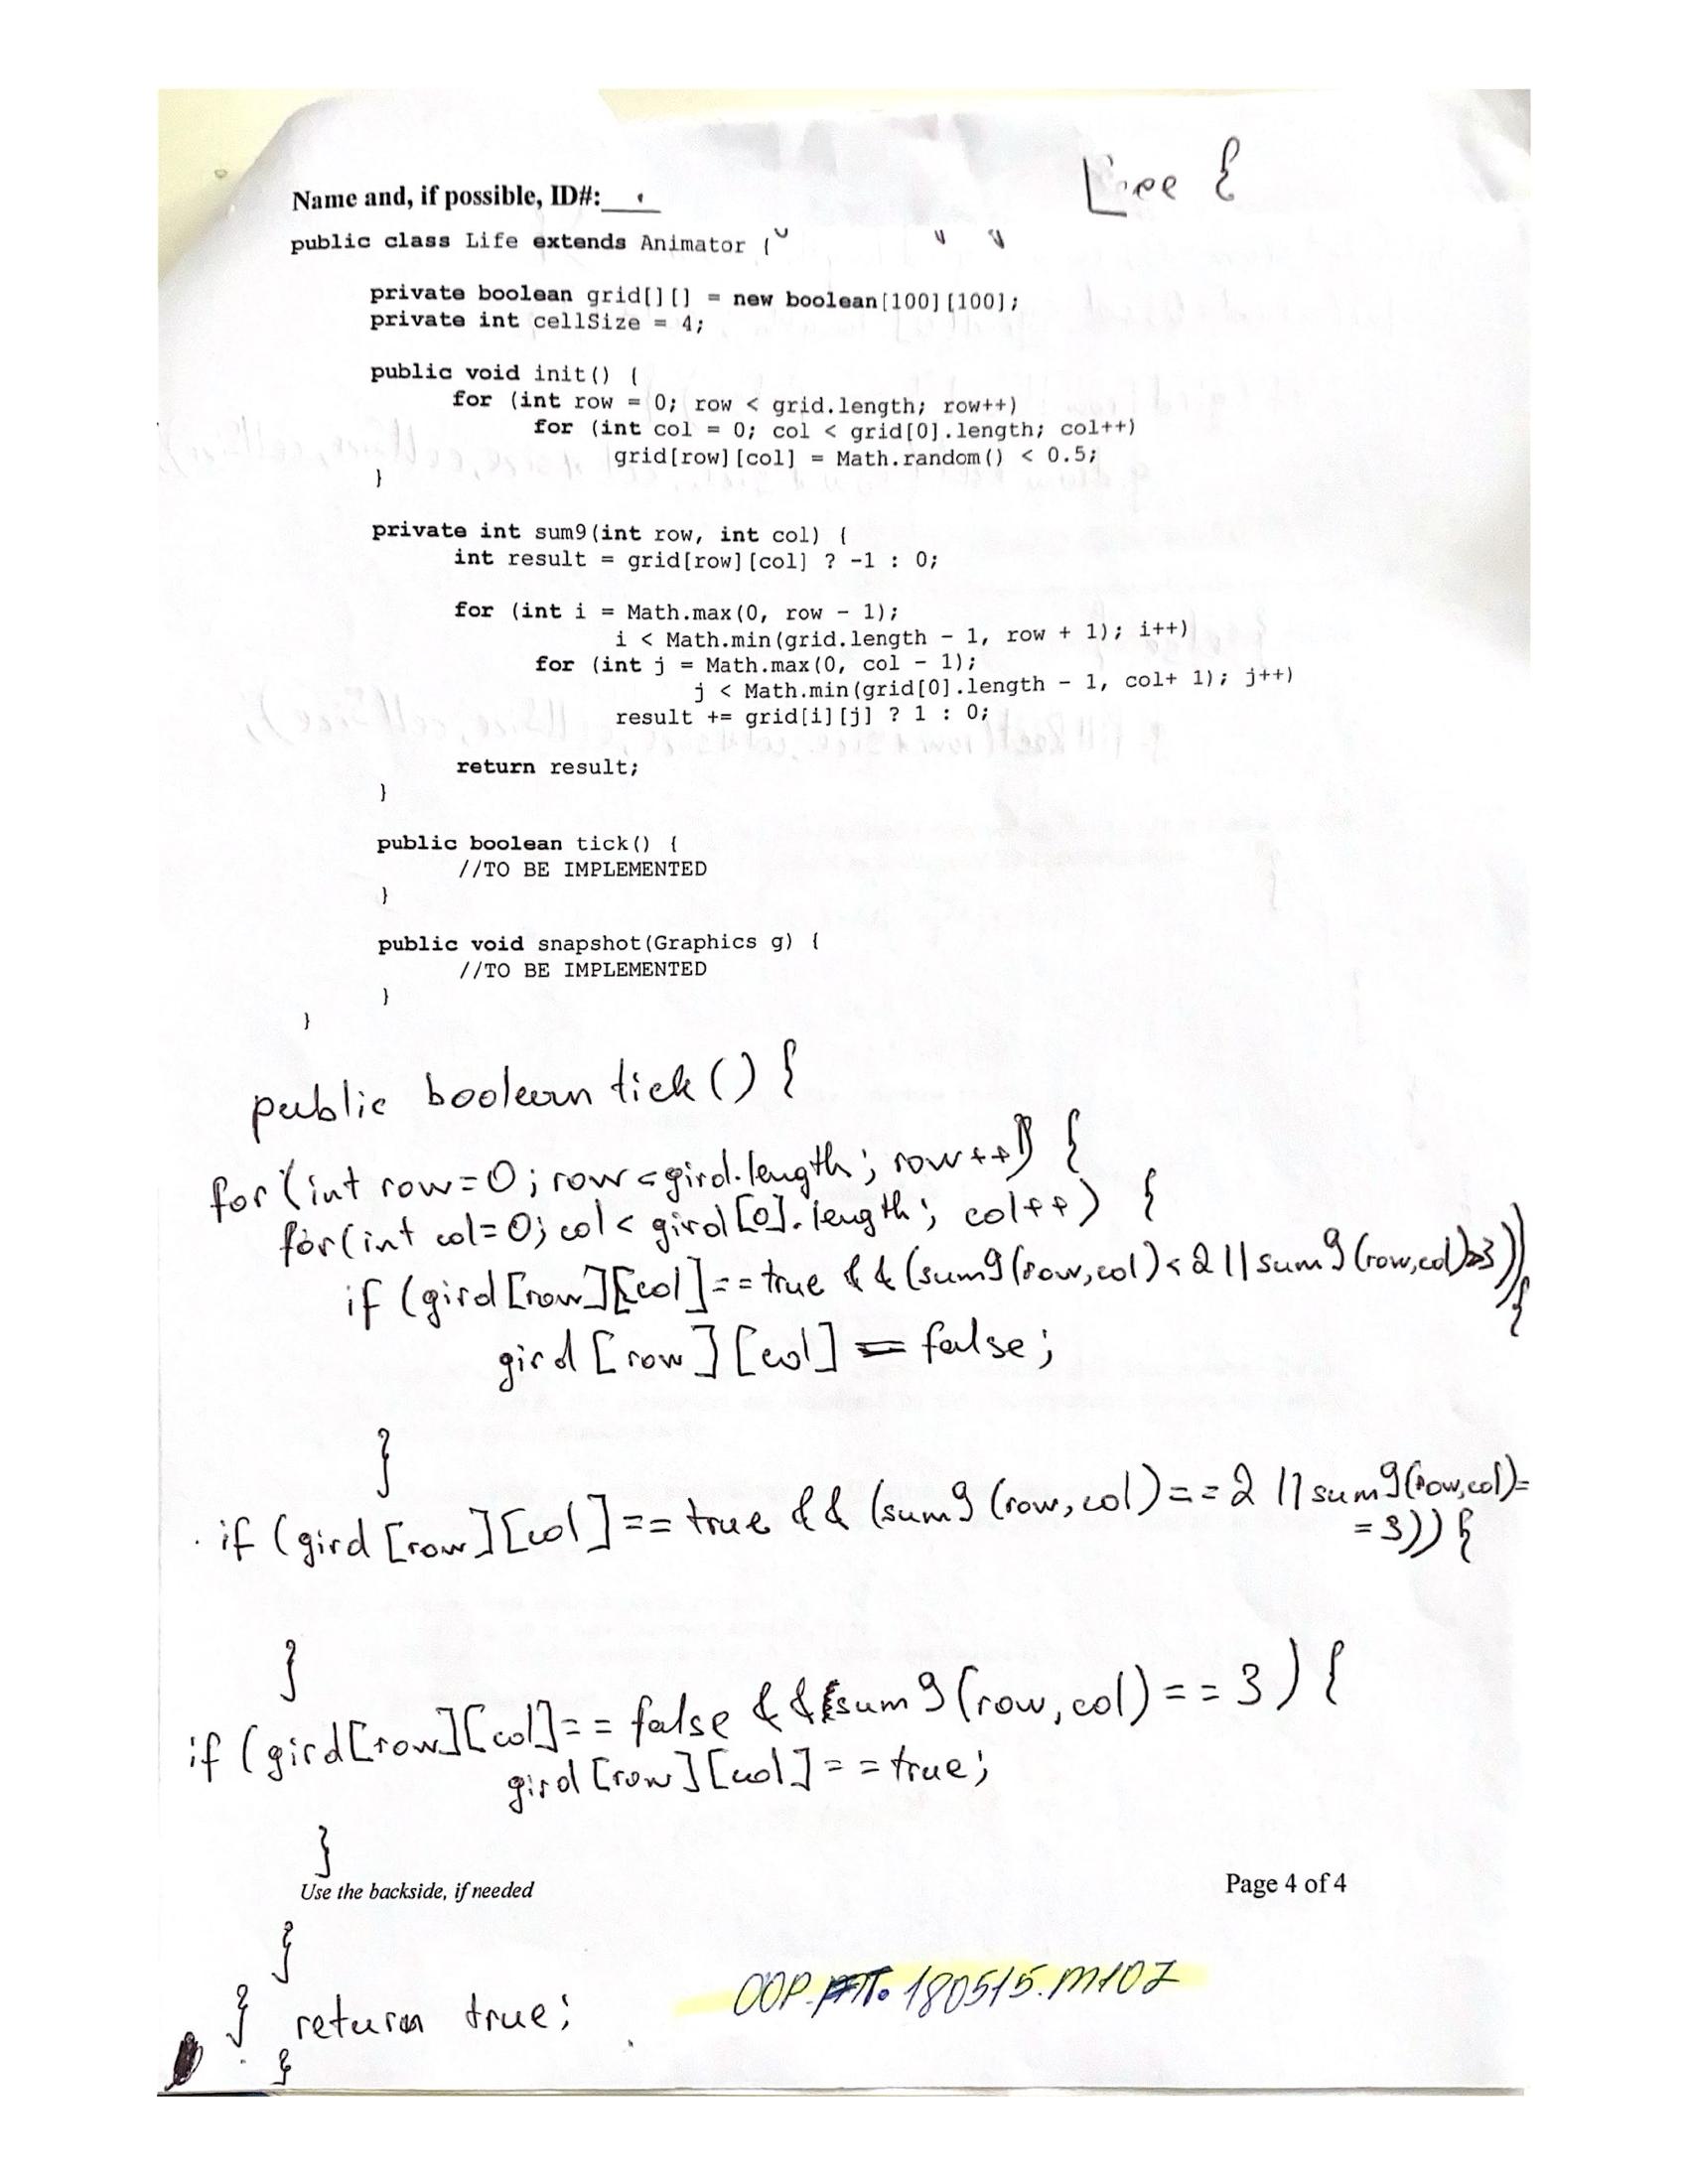 Lree {
Name and, if possible, ID#:
public class Life extends Animator {
private boolean grid[][] = new boolean[100][100];
private int cellSize = 4;
public void init() {
for (int row = 0; row < grid.length; row++)
for (int col = 0; col < grid[0].length; col++)
grid[row][col] = Math.random() < 0.5;
}
private int sum9(int row, int col) {
int result = grid[row][col] ? -1 : 0;
for (int i = Math.max(0, row - 1);
i < Math.min(grid.length - 1, row + 1); i++)
for (int j = Math.max(0, col - 1);
j < Math.min(grid[0].length - 1, col+ 1); j++)
result += grid[i][j] ? 1 : 0;
return result;
}
public boolean tick() {
//TO BE IMPLEMENTED
}
public void snapshot(Graphics g) {
//TO BE IMPLEMENTED
}
}
public boolean tick() {
for (int row=0; row<gird.length; row++) {
for(int col=0; col< gird[0].length; col++) {
if (gird[row][col]==true && (sum9(row,col)<2 || sum9(row,col)>3)) {
gird[row][col] = false;
}
if (gird[row][col]== true && (sum9(row,col)==2 || sum9(row,col)=
=3)) {
}
if (gird[row][col]== false && sum9(row,col)==3) {
gird[row][col]==true;
}
Use the backside, if needed
Page 4 of 4
}
} return true;
}
180515.m107